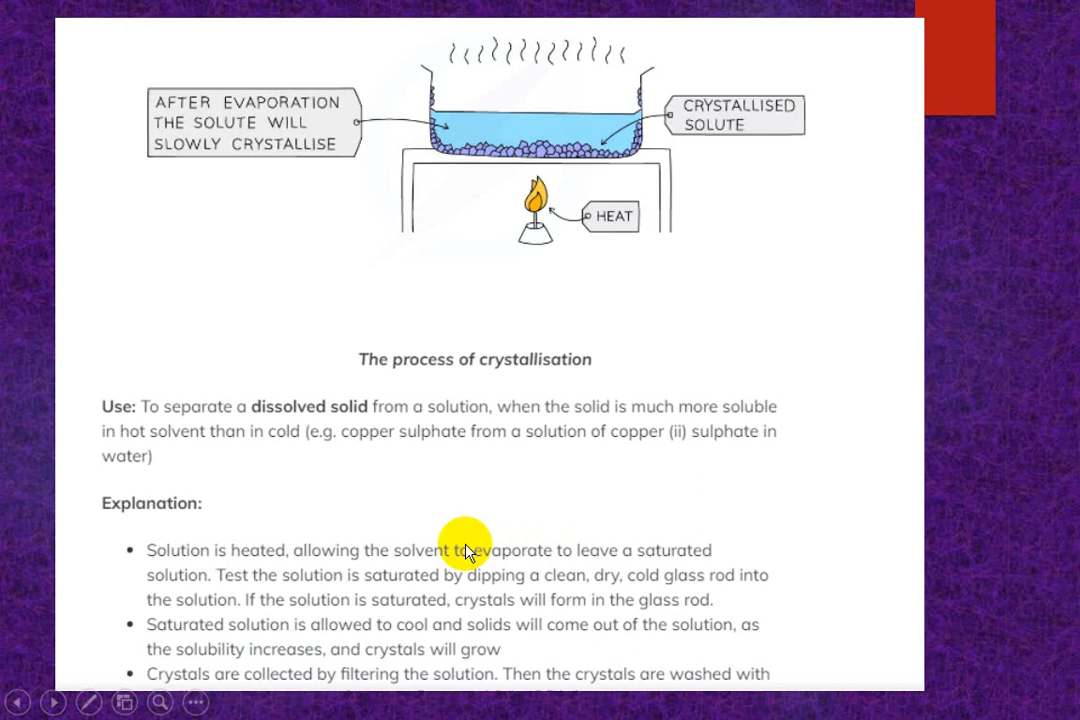 AFTER EVAPORATION
THE SOLUTE WILL
SLOWLY CRYSTALLISE
CRYSTALLISED
SOLUTE
HEAT
The process of crystallisation
Use: To separate a dissolved solid from a solution, when the solid is much more soluble
in hot solvent than in cold (e.g. copper sulphate from a solution of copper (ii) sulphate in
water)
Explanation:
• Solution is heated, allowing the solvent to evaporate to leave a saturated
solution. Test the solution is saturated by dipping a clean, dry, cold glass rod into
the solution. If the solution is saturated, crystals will form in the glass rod.
• Saturated solution is allowed to cool and solids will come out of the solution, as
the solubility increases, and crystals will grow
• Crystals are collected by filtering the solution. Then the crystals are washed with